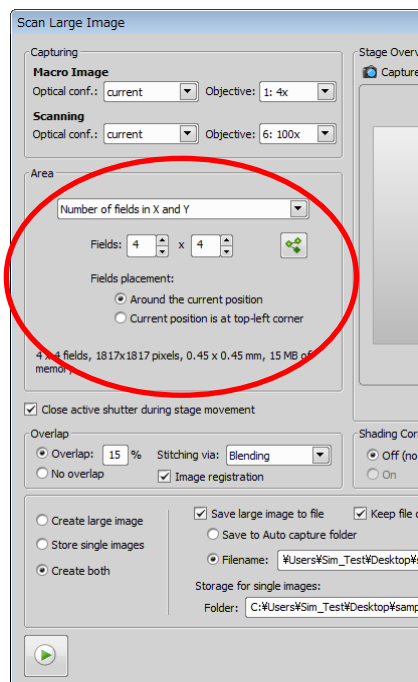 Scan Large Image
Capturing
Macro Image
Optical conf.: current Objective: 1: 4x
Scanning
Optical conf.: current Objective: 6: 100x
Stage Overv
Capture
Area
Number of fields in X and Y
Fields: 4 x 4
Fields placement:
Around the current position
Current position is at top-left corner
4 x 4 fields, 1817x1817 pixels, 0.45 x 0.45 mm, 15 MB of
memory
Close active shutter during stage movement
Overlap
Overlap: 15 % Stitching via: Blending
No overlap Image registration
Shading Cor
Off (no
On
Create large image
Store single images
Create both
Save large image to file Keep file
Save to Auto capture folder
Filename: ¥Users¥Sim_Test¥Desktop¥s
Storage for single images:
Folder: C:¥Users¥Sim_Test¥Desktop¥samp